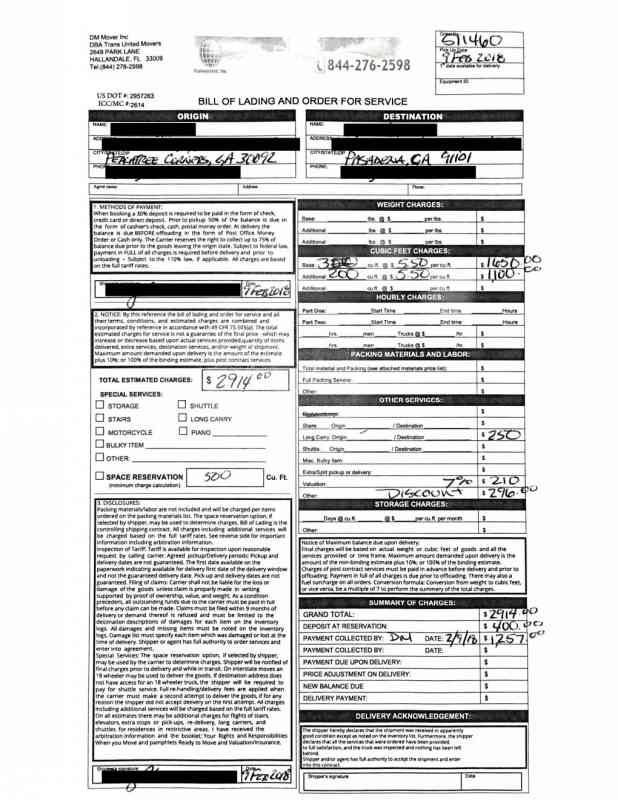 DM Mover Inc
DBA Trans United Movers
2649 PARK LANE
HALLANDALE, FL 33009
Tel:(844) 276-2598
844-276-2598
511460
Pick Up Date
9 FEB 2018
1st date available for delivery
Equipment ID
US DOT #: 2957263
ICC/MC #:2614
BILL OF LADING AND ORDER FOR SERVICE
ORIGIN
NAME:
PEACHTREE CORNERS, GA 30092
DESTINATION
NAME:
ADDRESS
CITY/STATE/ZIP
PASADENA, CA 91101
PHONE:
Agent name: Address: Phone:
1. METHODS OF PAYMENT:
When booking a 30% deposit is required to be paid in the form of check,
credit card or direct deposit. Prior to pickup 50% of the balance is due in
the form of cashier's check, cash, postal money order. At delivery the
balance is due BEFORE offloading in the form of Post Office. Money
Order or Cash only. The Carrier reserves the right to collect up to 75% of
balance due prior to the goods leaving the origin state. Subject to federal law,
payment in FULL of all charges is required before delivery and prior to
unloading – Subject to the 110% law, if applicable. All charges are based
on the full tariff rates.
9 FEB 2018
2. NOTICE: By this reference the bill of lading and order for service and all
their terms, conditions, and estimated charges are combined and
incorporated by reference in accordance with 49 CFR 75.505(a). The total
estimated charges for service is not a guarantee of the final price - which may
increase or decrease based upon actual services provided,quantity of items
delivered, extra services, destination services, and/or weight of shipment.
Maximum amount demanded upon delivery is the amount of the estimate
plus 10%; or 100% of the binding estimate, plus post contract services
TOTAL ESTIMATED CHARGES: $ 2914 00
SPECIAL SERVICES:
STORAGE SHUTTLE
STAIRS LONG CARRY
MOTORCYCLE PIANO
BULKY ITEM
OTHER:
SPACE RESERVATION 500 Cu. Ft.
(minimum charge calculation)
3. DISCLOSURES:
Packing materials/labor are not included and will be charged per items
ordered on the packing materials list. The space reservation option, if
selected by shipper, may be used to determine charges. Bill of Lading is the
controlling shipping contract. All charges including additional services will
be charged based on the full tariff rates. See reverse side for important
information including arbitration information.
Inspection of Tariff: Tariff is available for inspection upon reasonable
request by calling carrier. Agreed pickup/Delivery periods: Pickup and
delivery dates are not guaranteed. The first date available on the
paperwork indicating available for delivery first date of the delivery window
and not the guaranteed delivery date. Pick up and delivery dates are not
guaranteed. Filing of claims: Carrier shall not be liable for the loss or
damage of the goods unless claim is properly made in writing
supported by proof of ownership, value, and weight. As a condition
precedent, all outstanding funds due to the carrier must be paid in full
before any claim can be made. Claims must be filed within 9 months of
delivery or demand thereof is refused and must be limited to the
destination descriptions of damages for each item on the inventory
log. All damages and missing items must be noted on the inventory
logs. Damage list must specify each item which was damaged or lost at the
time of delivery. Shipper or agent has full authority to order services and
enter into agreement.
Special Services: The space reservation option, if selected by shipper,
may be used by the carrier to determine charges. Shipper will be notified of
final charges prior to delivery and while in transit. On interstate moves an
18 wheeler may be used to deliver the goods. If destination address does
not have access for an 18 wheeler truck, the shipper will be required to
pay for shuttle service. Full re-handling/delivery fees are applied when
the carrier must make a second attempt to deliver the goods, if for any
reason the shipper did not accept delivery on the first attempt. All charges
including additional services will be charged based on the full tariff rates.
On all estimates there may be additional charges for flights of stairs,
elevators, extra stops or pick-ups, re-delivery, long carriers, and
shuttles for residences in restrictive areas. I have received the
arbitration information and the booklet; Your Rights and Responsibilities
When you Move and pamphlets Ready to Move and Valuation/Insurance.
9 FEB 2018
WEIGHT CHARGES:
Base: lbs. @ $ per lbs. $
Additional lbs. @ $ per lbs. $
Additional lbs. @ $ per lbs. $
CUBIC FEET CHARGES:
Base 300 cu.ft. @ $ 5.50 per cu.ft. $ 1650 00
Additional 200 cu.ft. @ $ 5.50 per cu.ft. $ 1,100 00
HOURLY CHARGES:
Part One: Start Time End time Hours
Part Two: Start Time End time Hours
hrs. men Trucks @ $ /hr $
hrs. men Trucks @ $ /hr $
PACKING MATERIALS AND LABOR:
Total material and Packing (see attached materials price list): $
Full Packing Service: $
Other: $
OTHER SERVICES:
$
Stairs Origin / Destination $
Long Carry Origin / Destination $ 250
Shuttle Origin / Destination $
Misc. Bulky Item $
Extra/Split pickup or delivery: $
Valuation: 7% $ 210
Other: DISCOUNT $ 296.00
STORAGE CHARGES:
Days @ cu.ft. @ $ per cu.ft. per month $
Other: $
Notice of Maximum balance due upon delivery:
Final charges will be based on actual weight or cubic feet of goods and all the
services provided or time frame. Maximum amount demanded upon delivery is the
amount of the non-binding estimate plus 10%; or 100% of the binding estimate.
Charges of post contract services must be paid in advance before delivery and prior to
offloading. Payment in full of all charges is due prior to offloading. There may also a
fuel surcharge on all orders. Conversion formula: Conversion from weight to cubic feet,
or vice versa, be a multiple of 7 to perform the summary of the total charges.
SUMMARY OF CHARGES:
GRAND TOTAL: $ 2914 00
DEPOSIT AT RESERVATION: $ 400.00
PAYMENT COLLECTED BY: DM DATE: 2/9/18 $ 1,257 00
PAYMENT COLLECTED BY: DATE: $
PAYMENT DUE UPON DELIVERY: $
PRICE ADJUSTMENT ON DELIVERY: $
NEW BALANCE DUE $
DELIVERY PAYMENT: $
DELIVERY ACKNOWLEDGEMENT:
The shipper hereby declares that the shipment was received in apparently
good condition except as noted on the inventory list. Furthermore, the shipper
declares that all the services that were ordered have been provided,
to full satisfaction, and the truck was inspected and nothing has been left
behind.
Shipper and/or agent has full authority to accept the shipment and enter
into this contract.
Shipper's signature Date